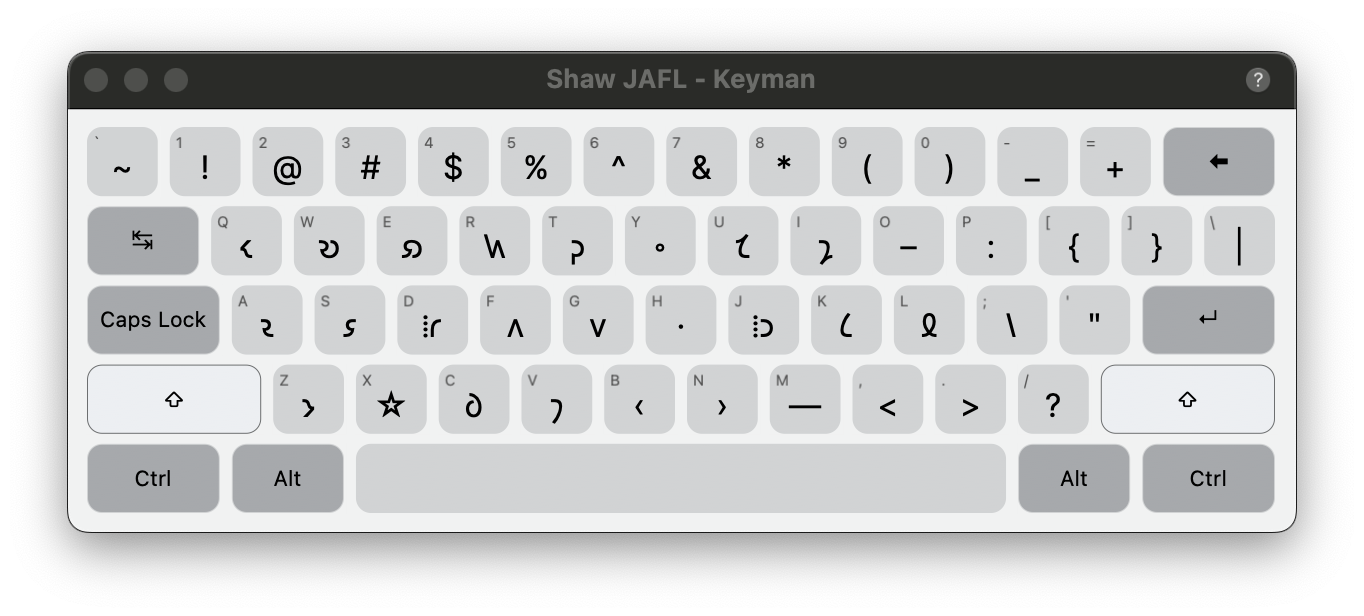 Shaw JAFL - Keyman ?
` ~ 1 ! 2 @ 3 # 4 $ 5 % 6 ^ 7 & 8 * 9 ( 0 ) - _ = +
Q W E R 𐑿 T Y ° U I O – P : [ { ] } \ |
Caps Lock A S D F 𐑵 G 𐑫 H · J K L ; 𐑘 ' "
Z X ☆ C 𐑔 V B ‹ N › M — , < . > / ?
Ctrl Alt Alt Ctrl